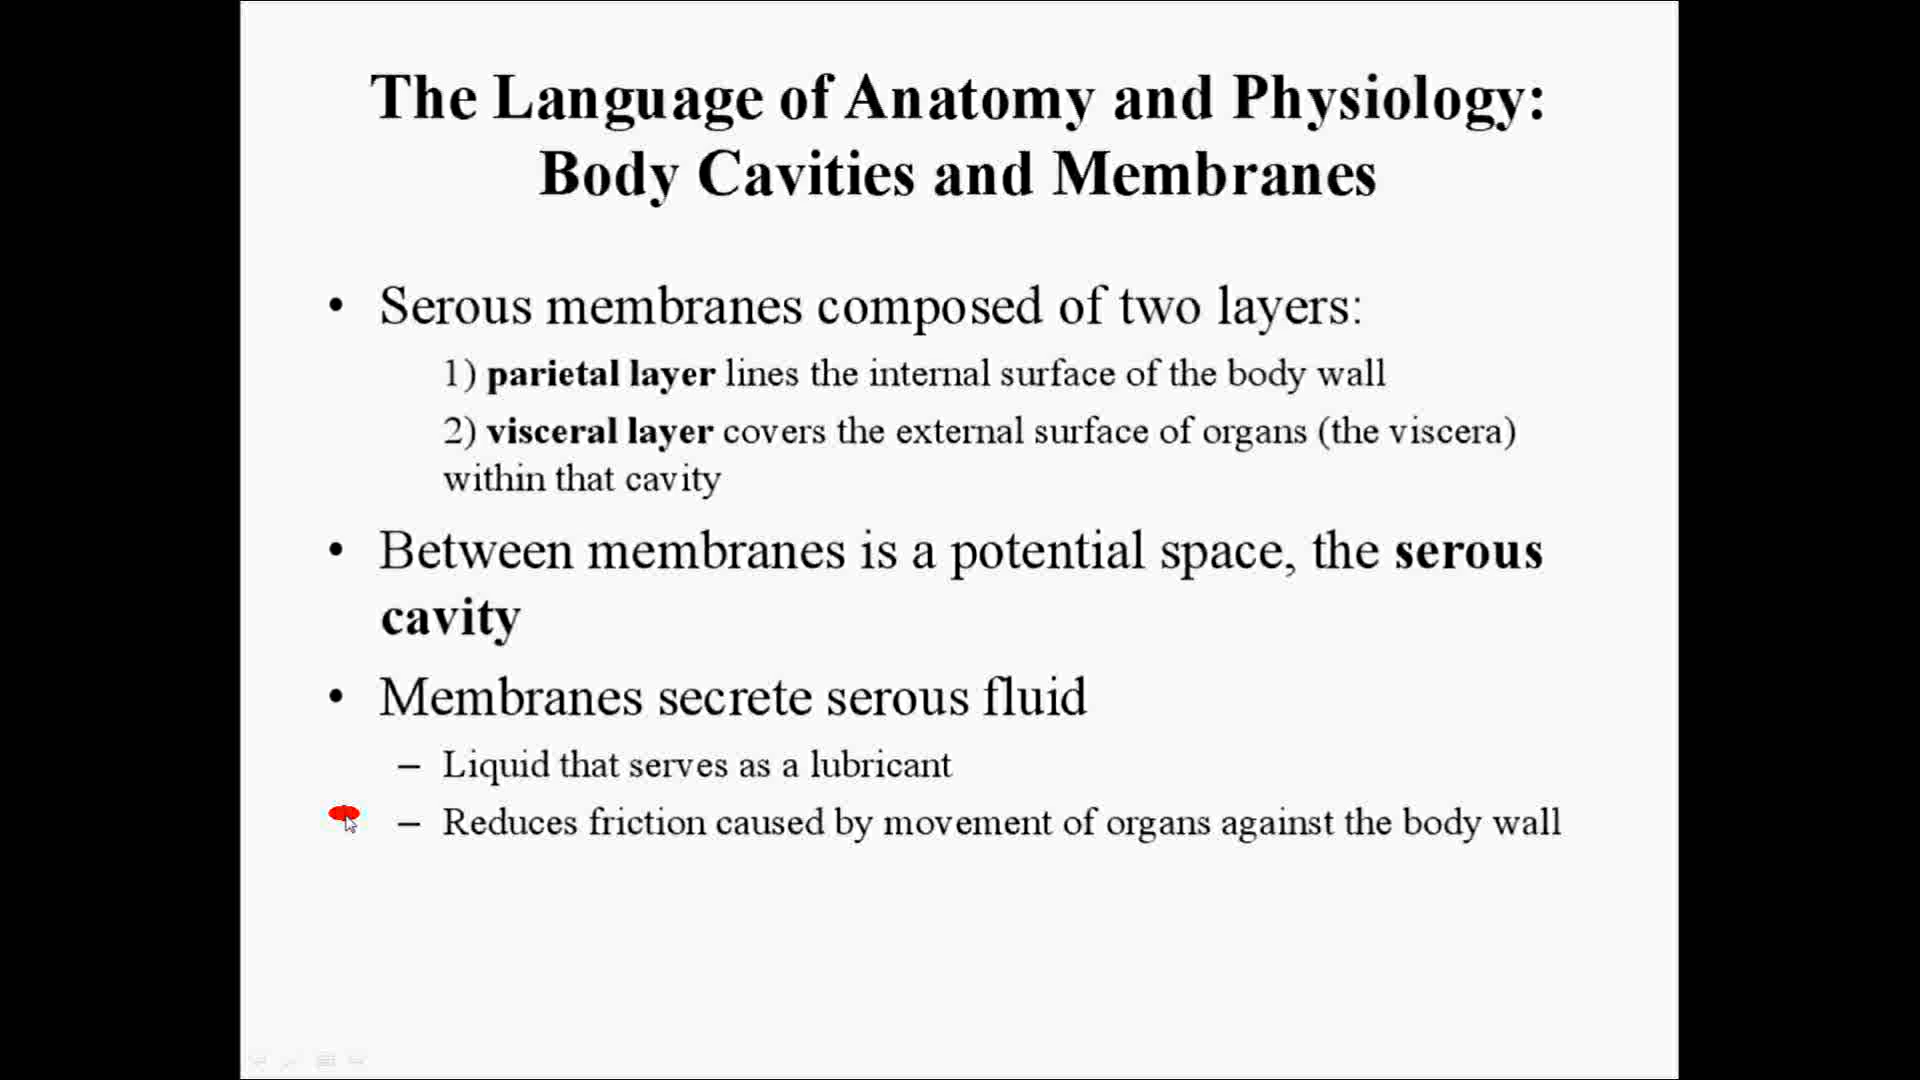 The Language of Anatomy and Physiology:
Body Cavities and Membranes
• Serous membranes composed of two layers:
1) parietal layer lines the internal surface of the body wall
2) visceral layer covers the external surface of organs (the viscera)
within that cavity
• Between membranes is a potential space, the serous
cavity
• Membranes secrete serous fluid
– Liquid that serves as a lubricant
– Reduces friction caused by movement of organs against the body wall